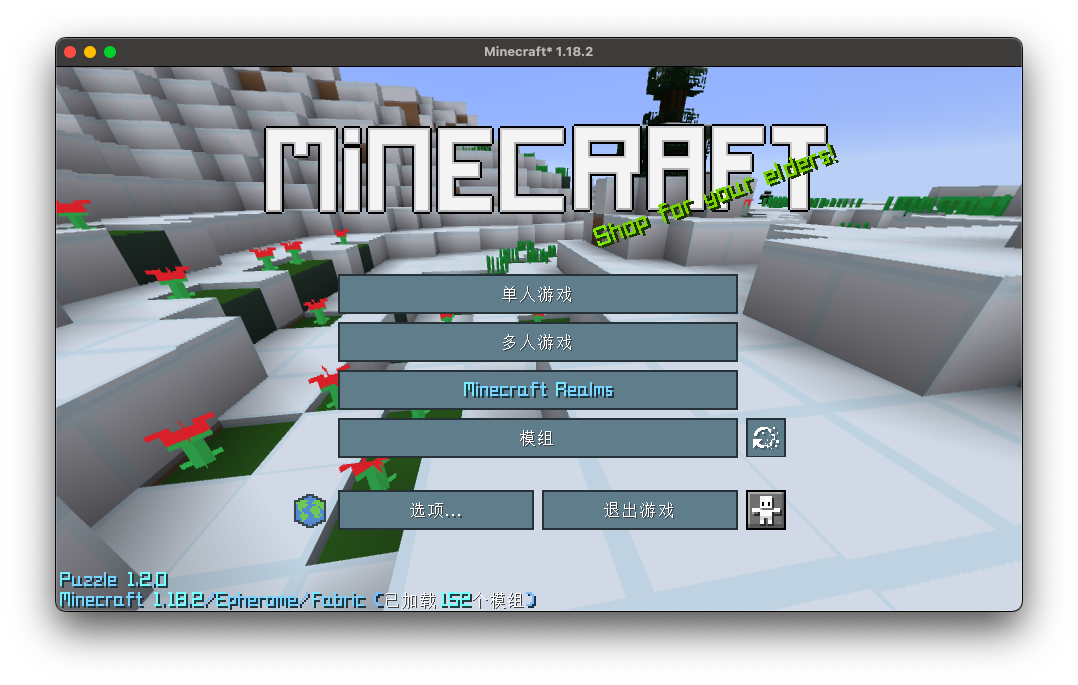 Minecraft* 1.18.2
MINECRAFT
Shop for your elders!
单人游戏
多人游戏
Minecraft Realms
模组
选项...
退出游戏
Puzzle 1.2.0
Minecraft 1.18.2/Epherome/Fabric (已加载152个模组)